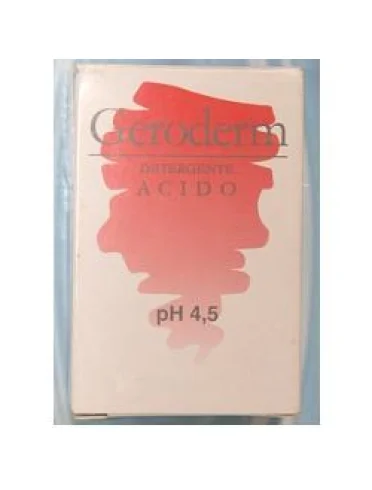 Geroderm
DETERGENTE
ACIDO
pH 4,5